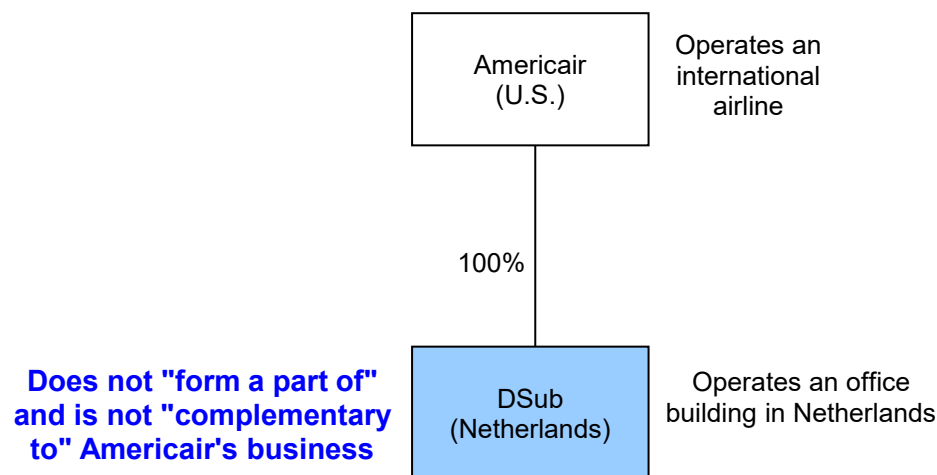 Americair
(U.S.)
Operates an
international
airline
100%
Does not "form a part of"
and is not "complementary
to" Americair's business
DSub
(Netherlands)
Operates an office
building in Netherlands